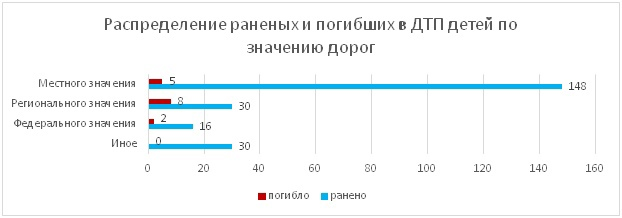 Распределение раненых и погибших в ДТП детей по
значению дорог
Местного значения
5
148
Регионального значения
8
30
Федерального значения
2
16
Иное
0
30
0 20 40 60 80 100 120 140 160
погибло ранено